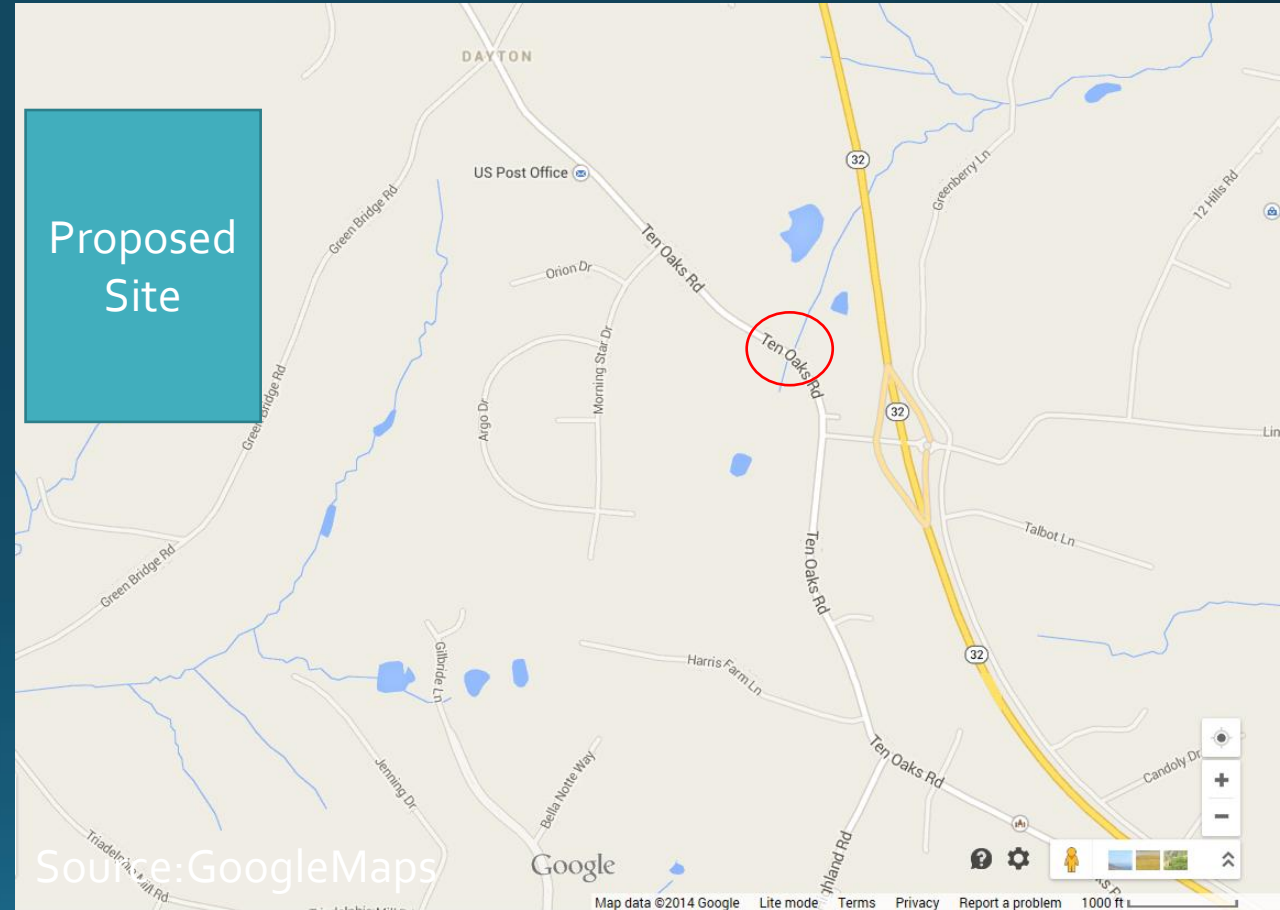 DAYTON
Proposed
Site
US Post Office
32
Greenberry Ln
12 Hills Rd
Green Bridge Rd
Ten Oaks Rd
Orion Dr
Morning Star Dr
Ten Oaks Rd
Argo Dr
32
Talbot Ln
Green Bridge Rd
Ten Oaks Rd
Gilbride Ln
Harris Farm Ln
32
Ten Oaks Rd
Candoly Dr
Jenning Dr
Bella Notte Way
Source:GoogleMaps
Google
Map data ©2014 Google Lite mode Terms Privacy Report a problem 1000 ft